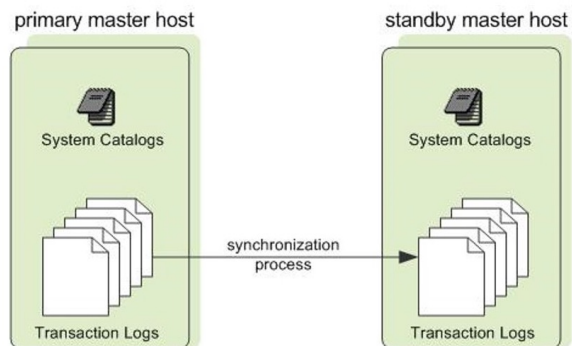 primary master host
standby master host
System Catalogs
System Catalogs
synchronization
process
Transaction Logs
Transaction Logs